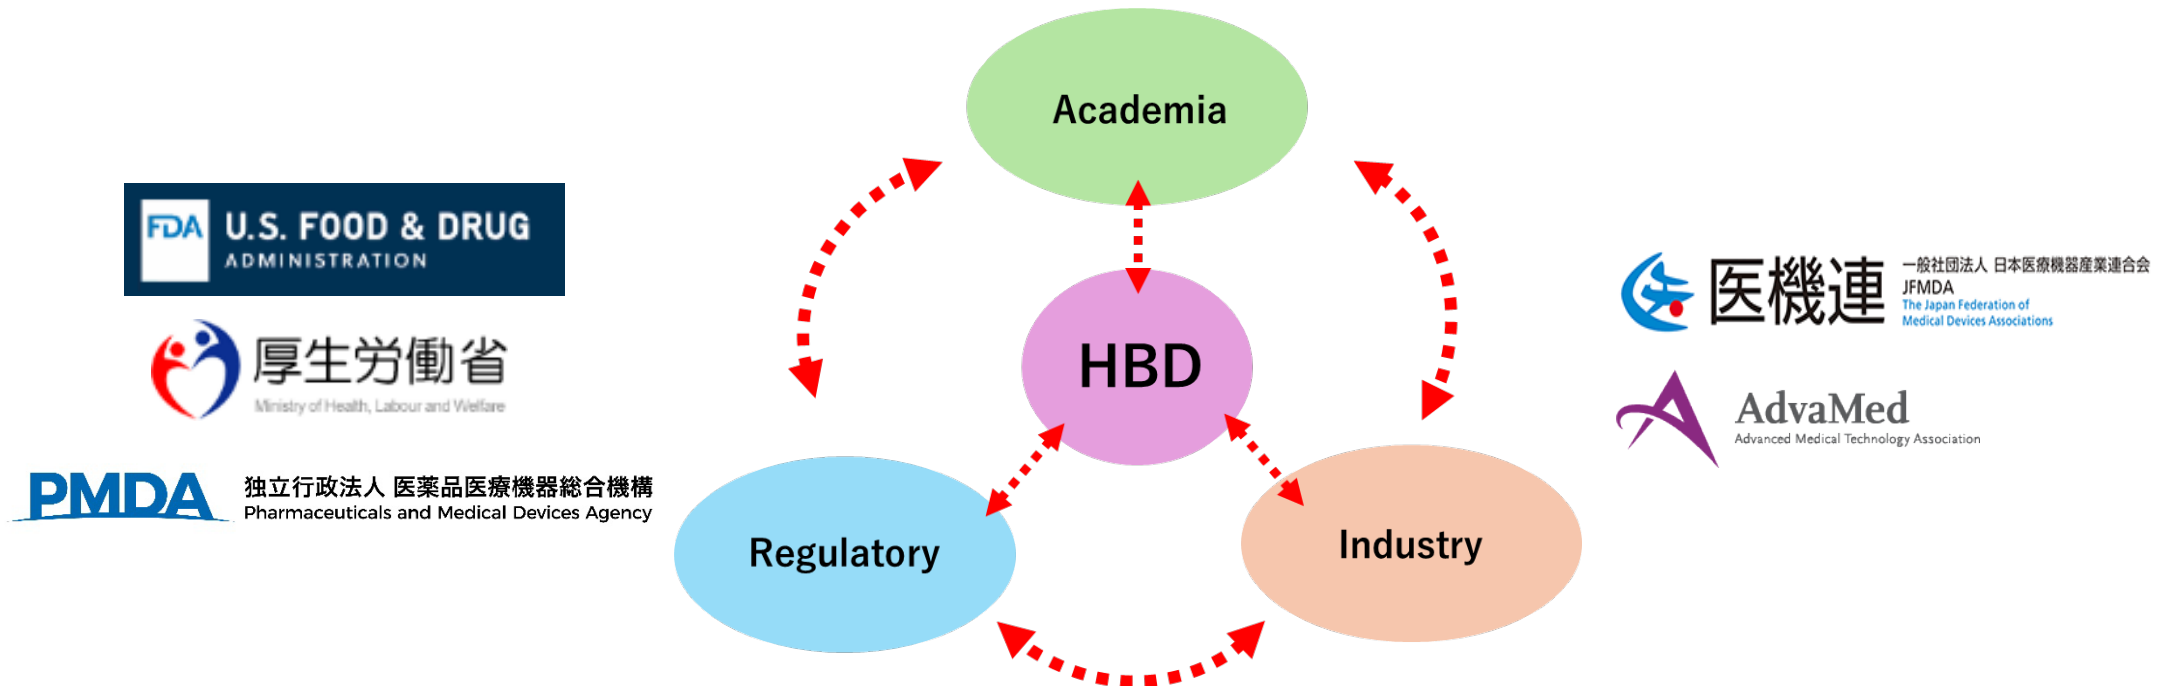 Academia
FDA
U.S. FOOD & DRUG
ADMINISTRATION
厚生労働省
Ministry of Health, Labour and Welfare
PMDA
独立行政法人 医薬品医療機器総合機構
Pharmaceuticals and Medical Devices Agency
HBD
Regulatory
Industry
医機連
一般社団法人 日本医療機器産業連合会
JFMDA
The Japan Federation of
Medical Devices Associations
AdvaMed
Advanced Medical Technology Association